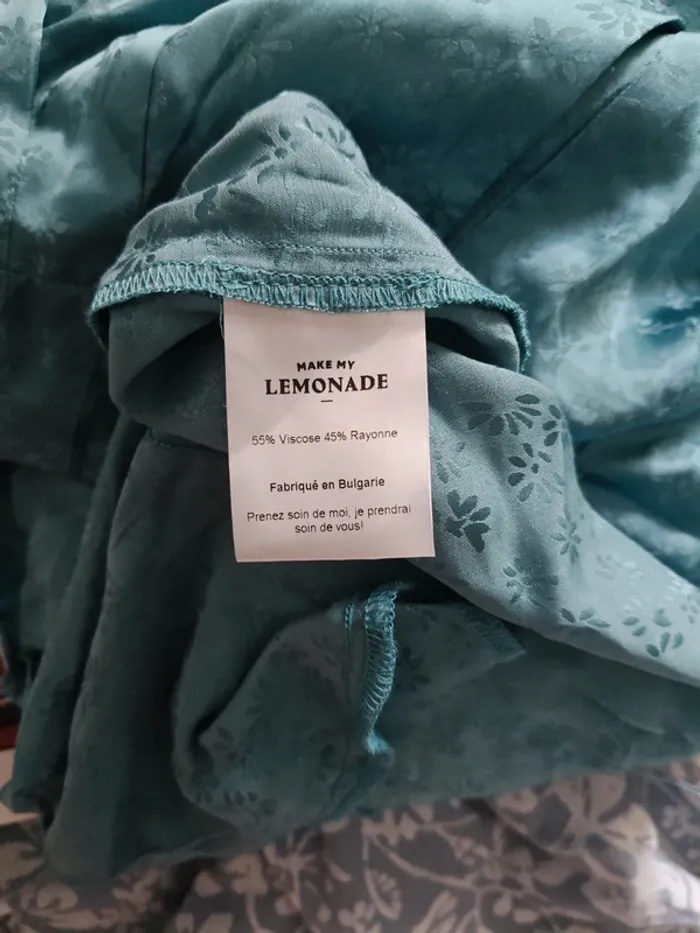 MAKE MY
LEMONADE
55% Viscose 45% Rayonne
Fabriqué en Bulgarie
Prenez soin de moi, je prendrai
soin de vous!